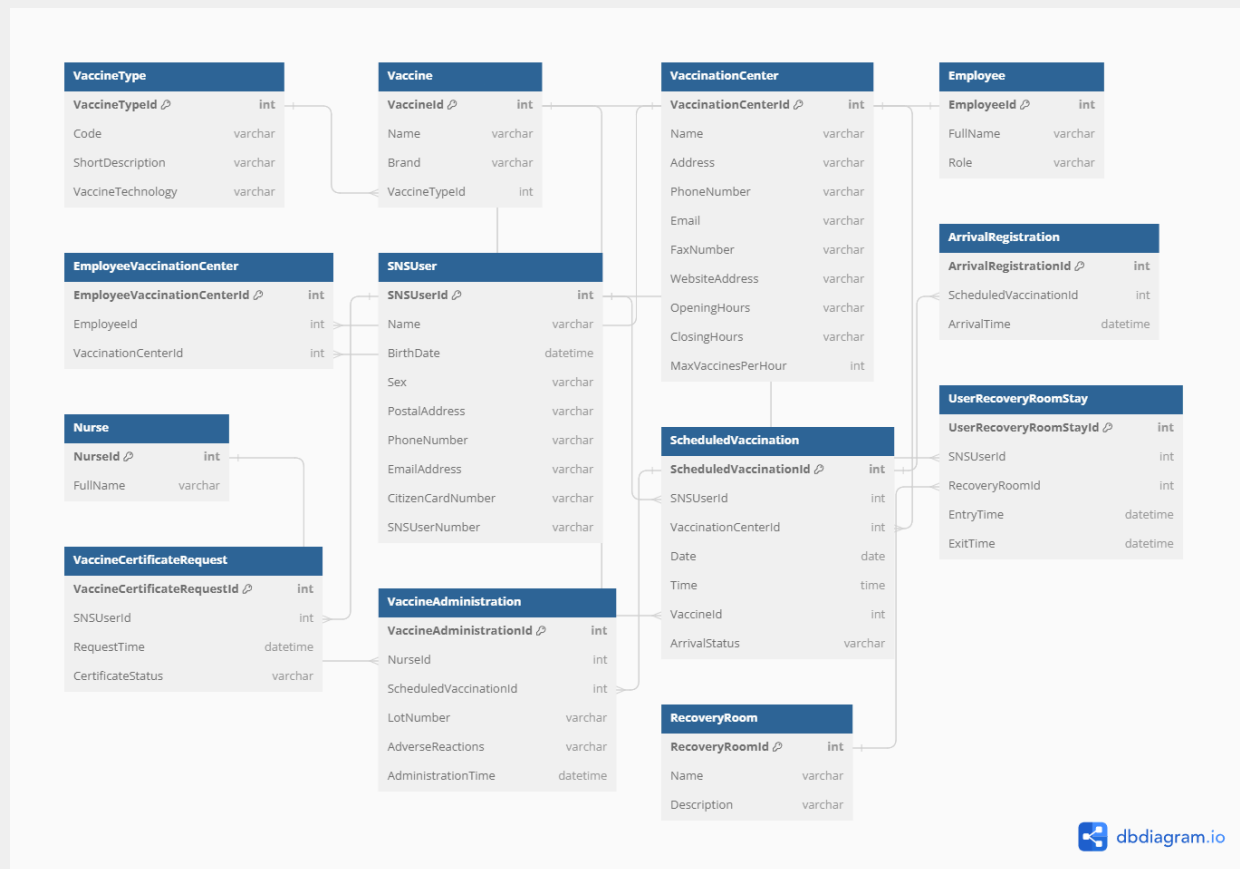 VaccineType
VaccineTypeId int
Code varchar
ShortDescription varchar
VaccineTechnology varchar
Vaccine
VaccineId int
Name varchar
Brand varchar
VaccineTypeId int
VaccinationCenter
VaccinationCenterId int
Name varchar
Address varchar
PhoneNumber varchar
Email varchar
FaxNumber varchar
WebsiteAddress varchar
OpeningHours varchar
ClosingHours varchar
MaxVaccinesPerHour int
Employee
EmployeeId int
FullName varchar
Role varchar
ArrivalRegistration
ArrivalRegistrationId int
ScheduledVaccinationId int
ArrivalTime datetime
EmployeeVaccinationCenter
EmployeeVaccinationCenterId int
EmployeeId int
VaccinationCenterId int
SNSUser
SNSUserId int
Name varchar
BirthDate datetime
Sex varchar
PostalAddress varchar
PhoneNumber varchar
EmailAddress varchar
CitizenCardNumber varchar
SNSUserNumber varchar
UserRecoveryRoomStay
UserRecoveryRoomStayId int
SNSUserId int
RecoveryRoomId int
EntryTime datetime
ExitTime datetime
Nurse
NurseId int
FullName varchar
ScheduledVaccination
ScheduledVaccinationId int
SNSUserId int
VaccinationCenterId int
Date date
Time time
VaccineId int
ArrivalStatus varchar
VaccineCertificateRequest
VaccineCertificateRequestId int
SNSUserId int
RequestTime datetime
CertificateStatus varchar
VaccineAdministration
VaccineAdministrationId int
NurseId int
ScheduledVaccinationId int
LotNumber varchar
AdverseReactions varchar
AdministrationTime datetime
RecoveryRoom
RecoveryRoomId int
Name varchar
Description varchar
dbdiagram.io